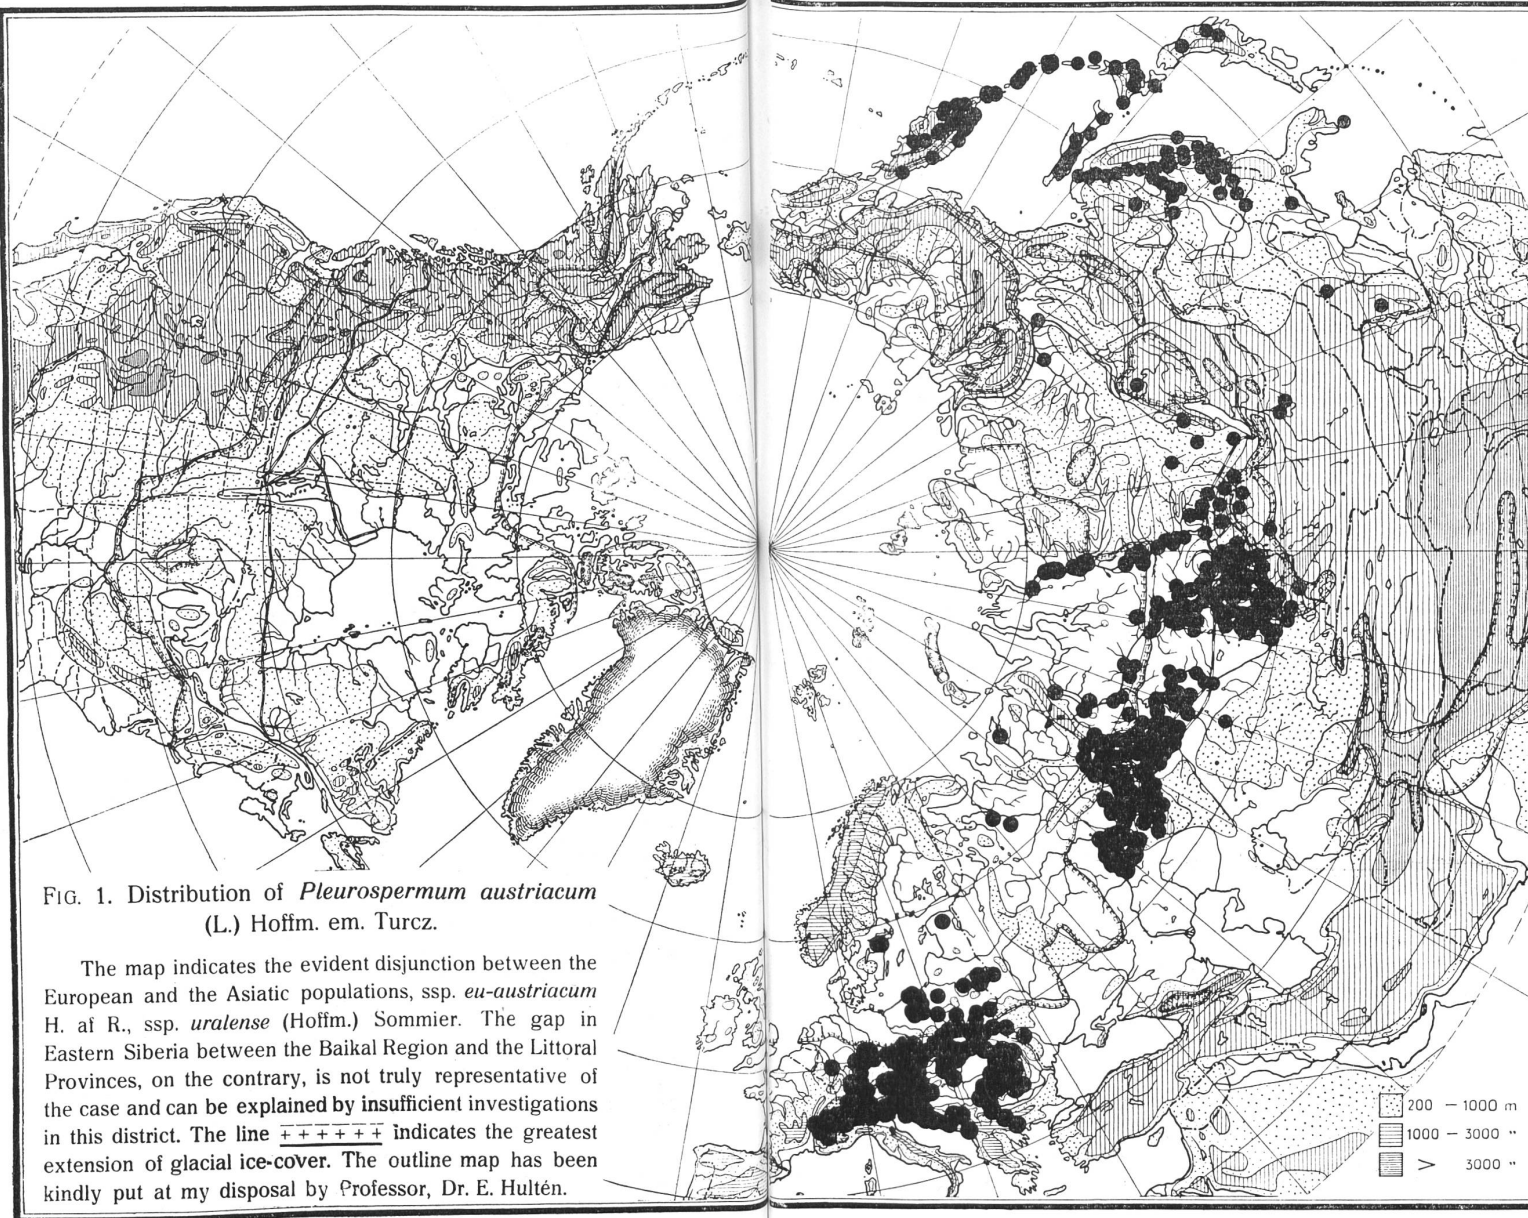 FIG. 1. Distribution of Pleurospermum austriacum
(L.) Hoffm. em. Turcz.
The map indicates the evident disjunction between the
European and the Asiatic populations, ssp. eu-austriacum
H. af R., ssp. uralense (Hoffm.) Sommier. The gap in
Eastern Siberia between the Baikal Region and the Littoral
Provinces, on the contrary, is not truly representative of
the case and can be explained by insufficient investigations
in this district. The line + + + + + + indicates the greatest
extension of glacial ice-cover. The outline map has been
kindly put at my disposal by Professor, Dr. E. Hultén.
200 – 1000 m
1000 – 3000 "
> 3000 "